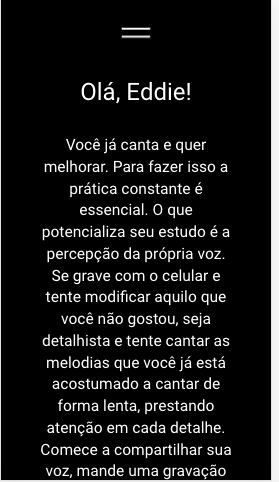 Olá, Eddie!
Você já canta e quer
melhorar. Para fazer isso a
prática constante é
essencial. O que
potencializa seu estudo é a
percepção da própria voz.
Se grave com o celular e
tente modificar aquilo que
você não gostou, seja
detalhista e tente cantar as
melodias que você já está
acostumado a cantar de
forma lenta, prestando
atenção em cada detalhe.
Comece a compartilhar sua
voz, mande uma gravação